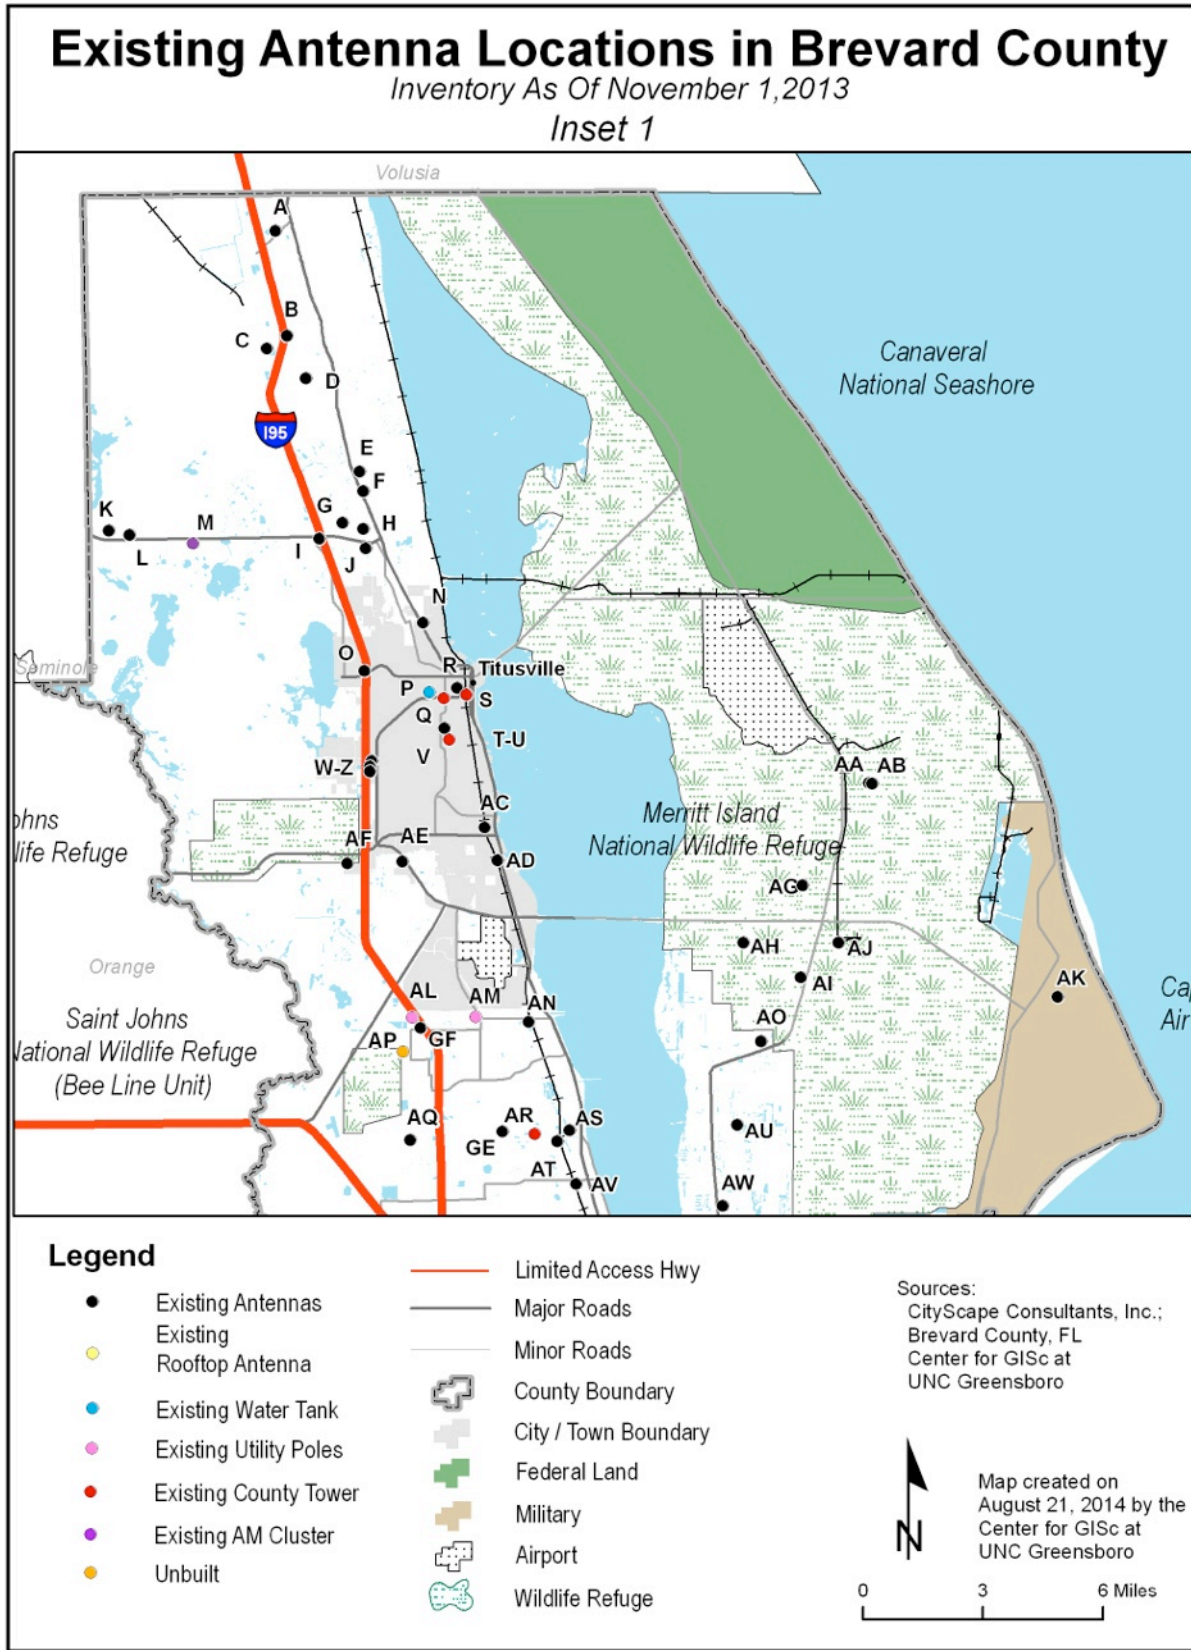 Existing Antenna Locations in Brevard County
Inventory As Of November 1,2013
Inset 1
Volusia
A
B
C
D
Canaveral
National Seashore
I95
E
F
G
H
K
L
M
I
J
N
Seminole
O
R
Titusville
P
S
Q
T-U
V
W-Z
AA
AB
AC
Merritt Island
National Wildlife Refuge
ohns
life Refuge
AF
AE
AD
AG
AH
AJ
AI
AK
Orange
AL
AM
AN
AO
Saint Johns
National Wildlife Refuge
(Bee Line Unit)
AP
GF
Ca
Air
AQ
AR
AS
GE
AU
AT
AV
AW
Legend
Existing Antennas
Existing
Rooftop Antenna
Existing Water Tank
Existing Utility Poles
Existing County Tower
Existing AM Cluster
Unbuilt
Limited Access Hwy
Major Roads
Minor Roads
County Boundary
City / Town Boundary
Federal Land
Military
Airport
Wildlife Refuge
Sources:
CityScape Consultants, Inc.;
Brevard County, FL
Center for GISc at
UNC Greensboro
N
Map created on
August 21, 2014 by the
Center for GISc at
UNC Greensboro
0 3 6 Miles